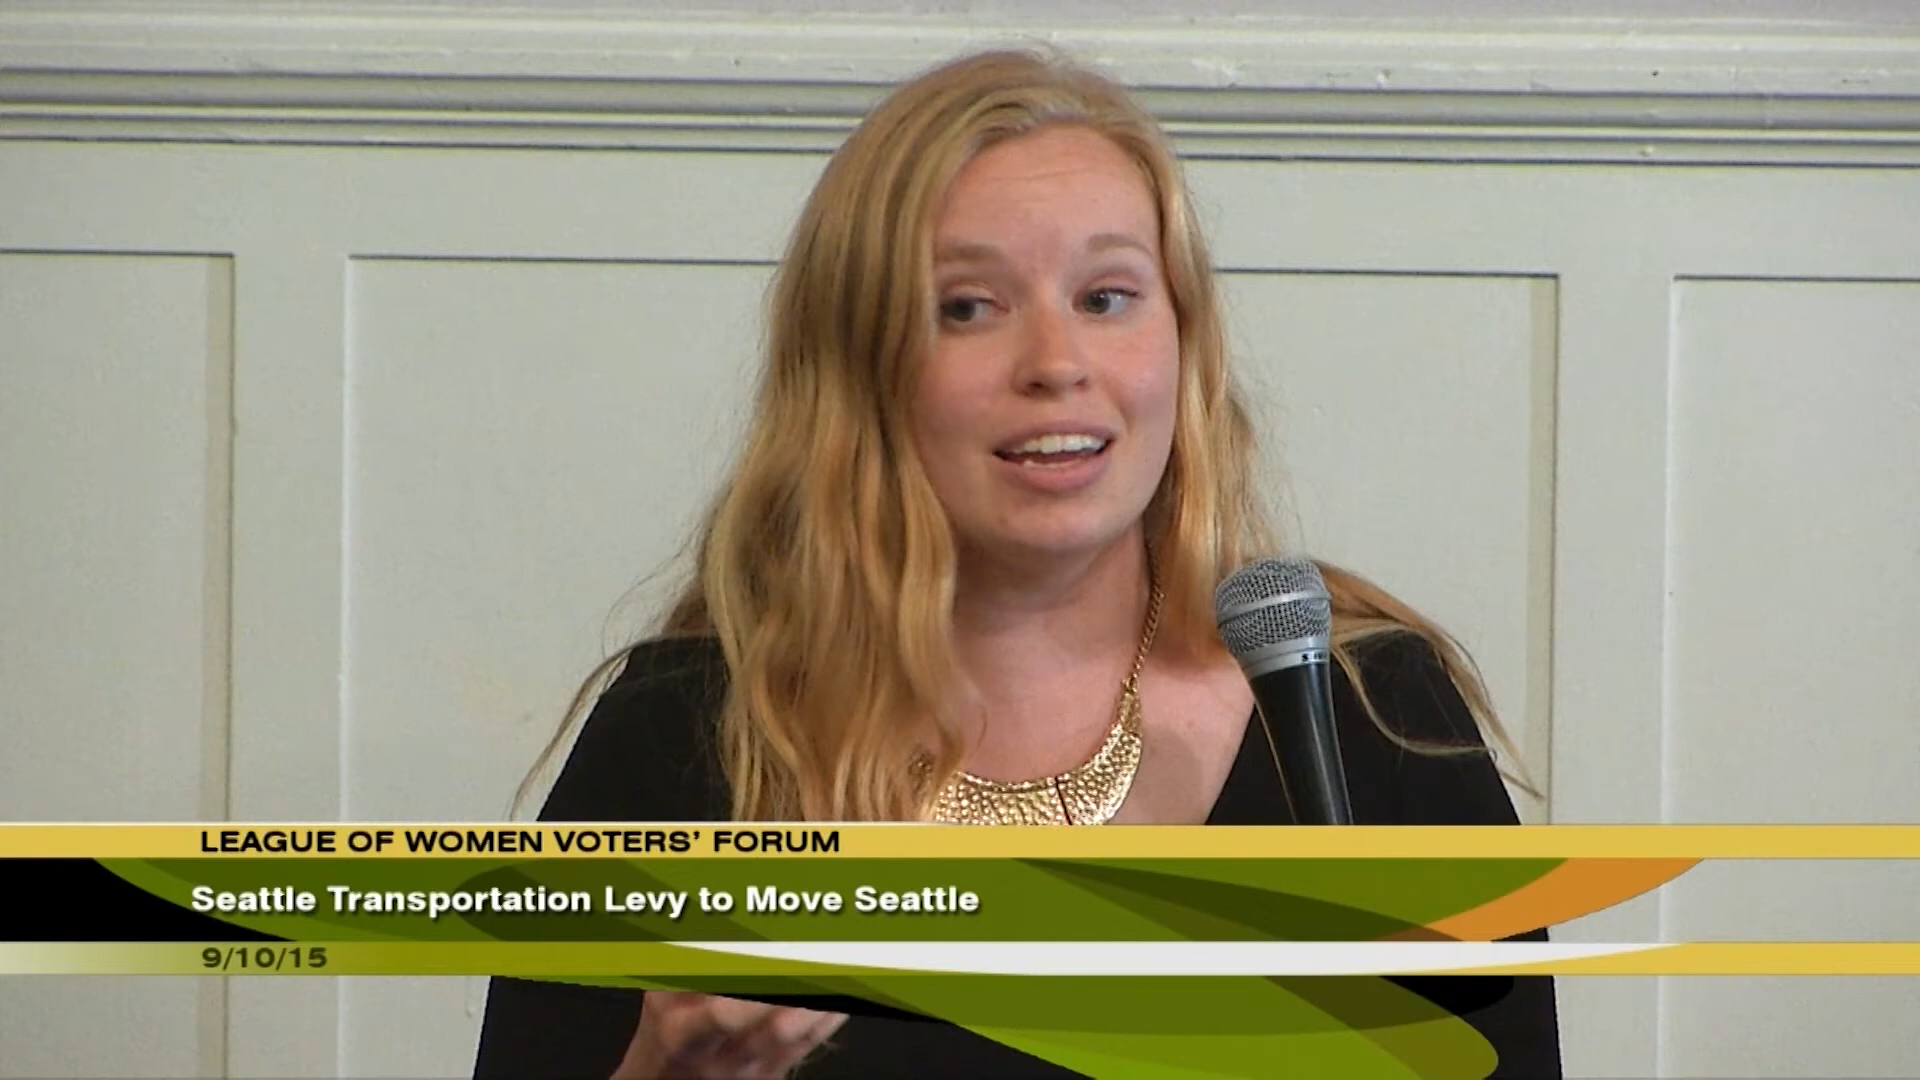 LEAGUE OF WOMEN VOTERS' FORUM
Seattle Transportation Levy to Move Seattle
9/10/15